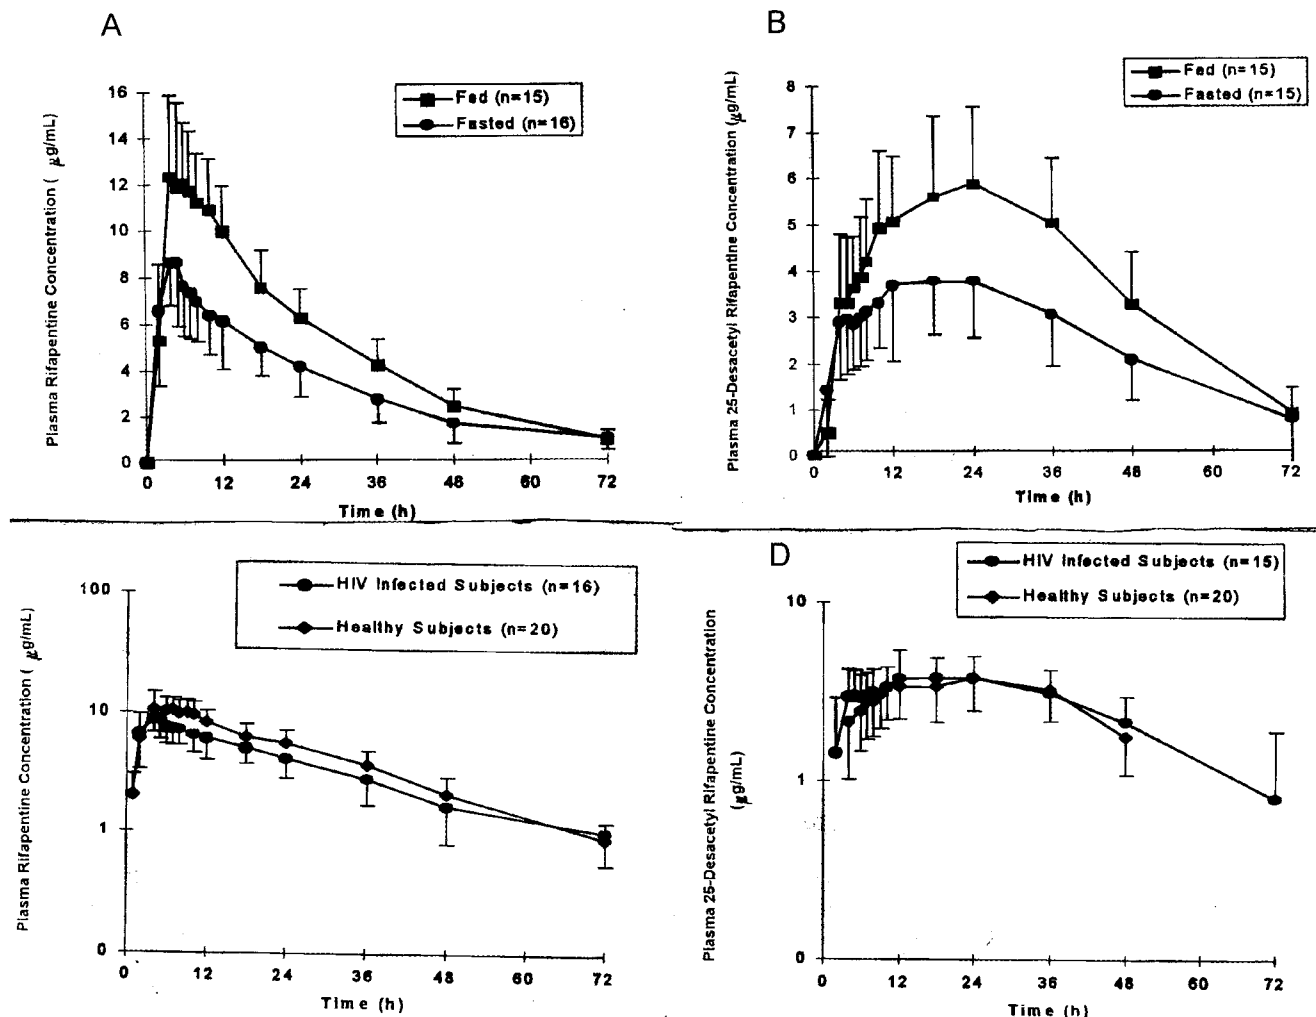 A
Plasma Rifapentine Concentration ( μg/mL)
Fed (n=15)
Fasted (n=16)
16
14
12
10
8
6
4
2
0
0 12 24 36 48 60 72
Time (h)
B
Plasma 25-Desacetyl Rifapentine Concentration (μg/mL)
Fed (n=15)
Fasted (n=15)
8
7
6
5
4
3
2
1
0
0 12 24 36 48 60 72
Time (h)
Plasma Rifapentine Concentration ( μg/mL)
HIV Infected Subjects (n=16)
Healthy Subjects (n=20)
100
10
1
0
0 12 24 36 48 60 72
Time (h)
D
Plasma 25-Desacetyl Rifapentine Concentration
(μg/mL)
HIV Infected Subjects (n=15)
Healthy Subjects (n=20)
10
1
0
0 12 24 36 48 60 72
Time (h)